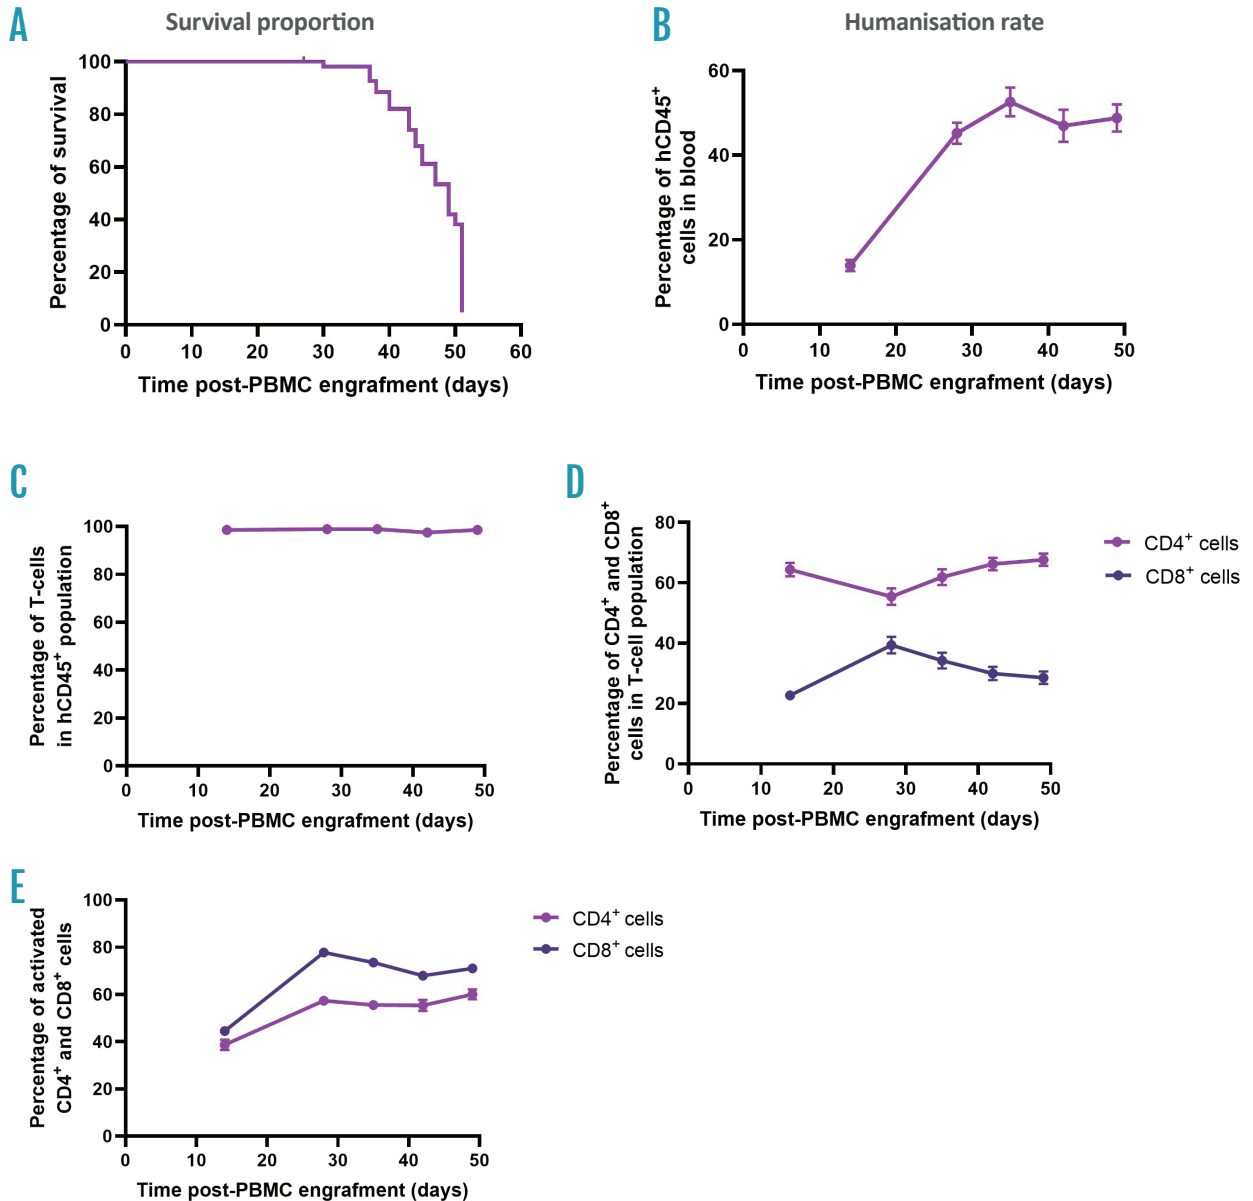 A
Survival proportion
100
80
60
40
20
0
Percentage of survival
0 10 20 30 40 50 60
Time post-PBMC engrafment (days)
B
Humanisation rate
60
40
20
0
Percentage of hCD45+
cells in blood
0 10 20 30 40 50
Time post-PBMC engrafment (days)
C
100
80
60
40
20
0
Percentage of T-cells
in hCD45+ population
0 10 20 30 40 50
Time post-PBMC engrafment (days)
D
80
60
40
20
0
Percentage of CD4+ and CD8+
cells in T-cell population
0 10 20 30 40 50
Time post-PBMC engrafment (days)
CD4+ cells
CD8+ cells
E
100
80
60
40
20
0
Percentage of activated
CD4+ and CD8+ cells
0 10 20 30 40 50
Time post-PBMC engrafment (days)
CD4+ cells
CD8+ cells